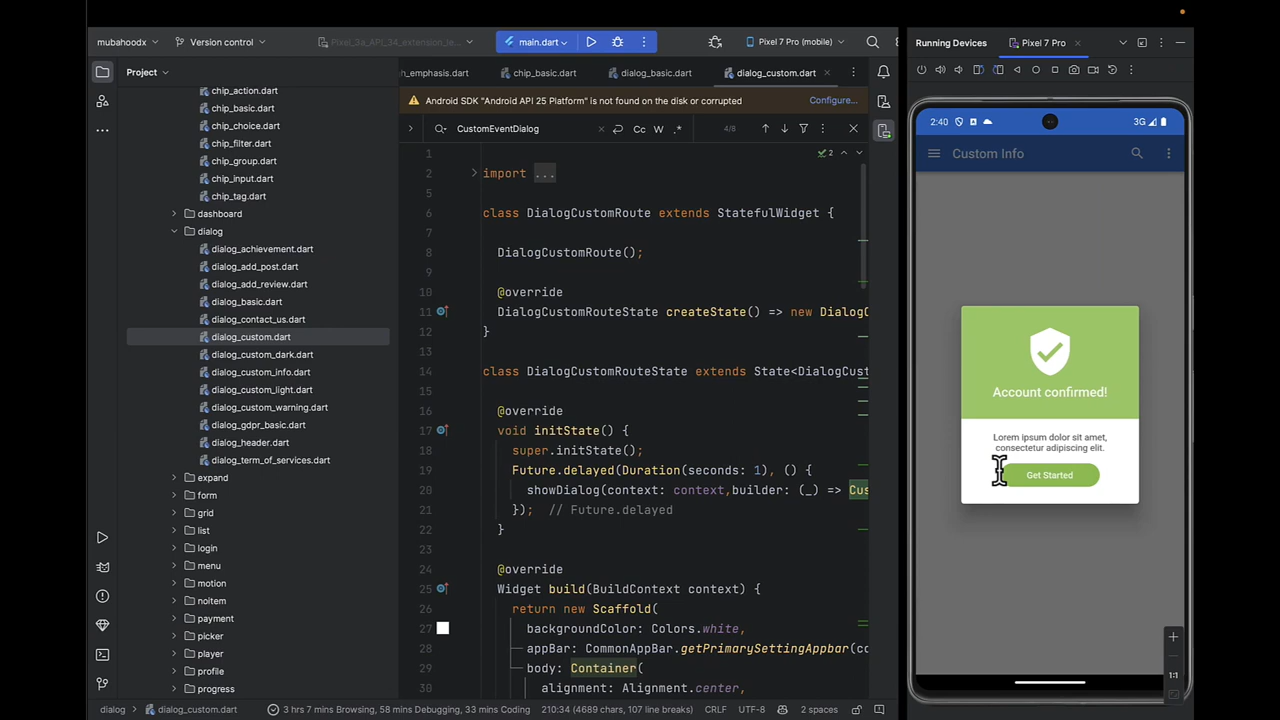 mubahoodx
Version control
Pixel_3a_API_34_extension_le
main.dart
Pixel 7 Pro (mobile)
Running Devices
Pixel 7 Pro
Project
h_emphasis.dart
chip_basic.dart
dialog_basic.dart
dialog_custom.dart
Android SDK "Android API 25 Platform" is not found on the disk or corrupted
Configure...
CustomEventDialog
Cc
W
.*
4/8
chip_action.dart
chip_basic.dart
chip_choice.dart
chip_filter.dart
chip_group.dart
chip_input.dart
chip_tag.dart
dashboard
dialog
dialog_achievement.dart
dialog_add_post.dart
dialog_add_review.dart
dialog_basic.dart
dialog_contact_us.dart
dialog_custom.dart
dialog_custom_dark.dart
dialog_custom_info.dart
dialog_custom_light.dart
dialog_custom_warning.dart
dialog_gdpr_basic.dart
dialog_header.dart
dialog_term_of_services.dart
expand
form
grid
list
login
menu
motion
noitem
payment
picker
player
profile
progress
1
2 import ...
5
6 class DialogCustomRoute extends StatefulWidget {
7
8 DialogCustomRoute();
9
10 @override
11 DialogCustomRouteState createState() => new DialogC
12 }
13
14 class DialogCustomRouteState extends State<DialogCust
15
16 @override
17 void initState() {
18 super.initState();
19 Future.delayed(Duration(seconds: 1), () {
20 showDialog(context: context,builder: (_) => Cus
21 }); // Future.delayed
22 }
23
24 @override
25 Widget build(BuildContext context) {
26 return new Scaffold(
27 backgroundColor: Colors.white,
28 appBar: CommonAppBar.getPrimarySettingAppbar(co
29 body: Container(
30 alignment: Alignment.center,
2
2:40
3G
Custom Info
Account confirmed!
Lorem ipsum dolor sit amet,
consectetur adipiscing elit.
Get Started
1:1
dialog
dialog_custom.dart
3 hrs 7 mins Browsing, 58 mins Debugging, 33 mins Coding
210:34 (4689 chars, 107 line breaks)
CRLF
UTF-8
2 spaces